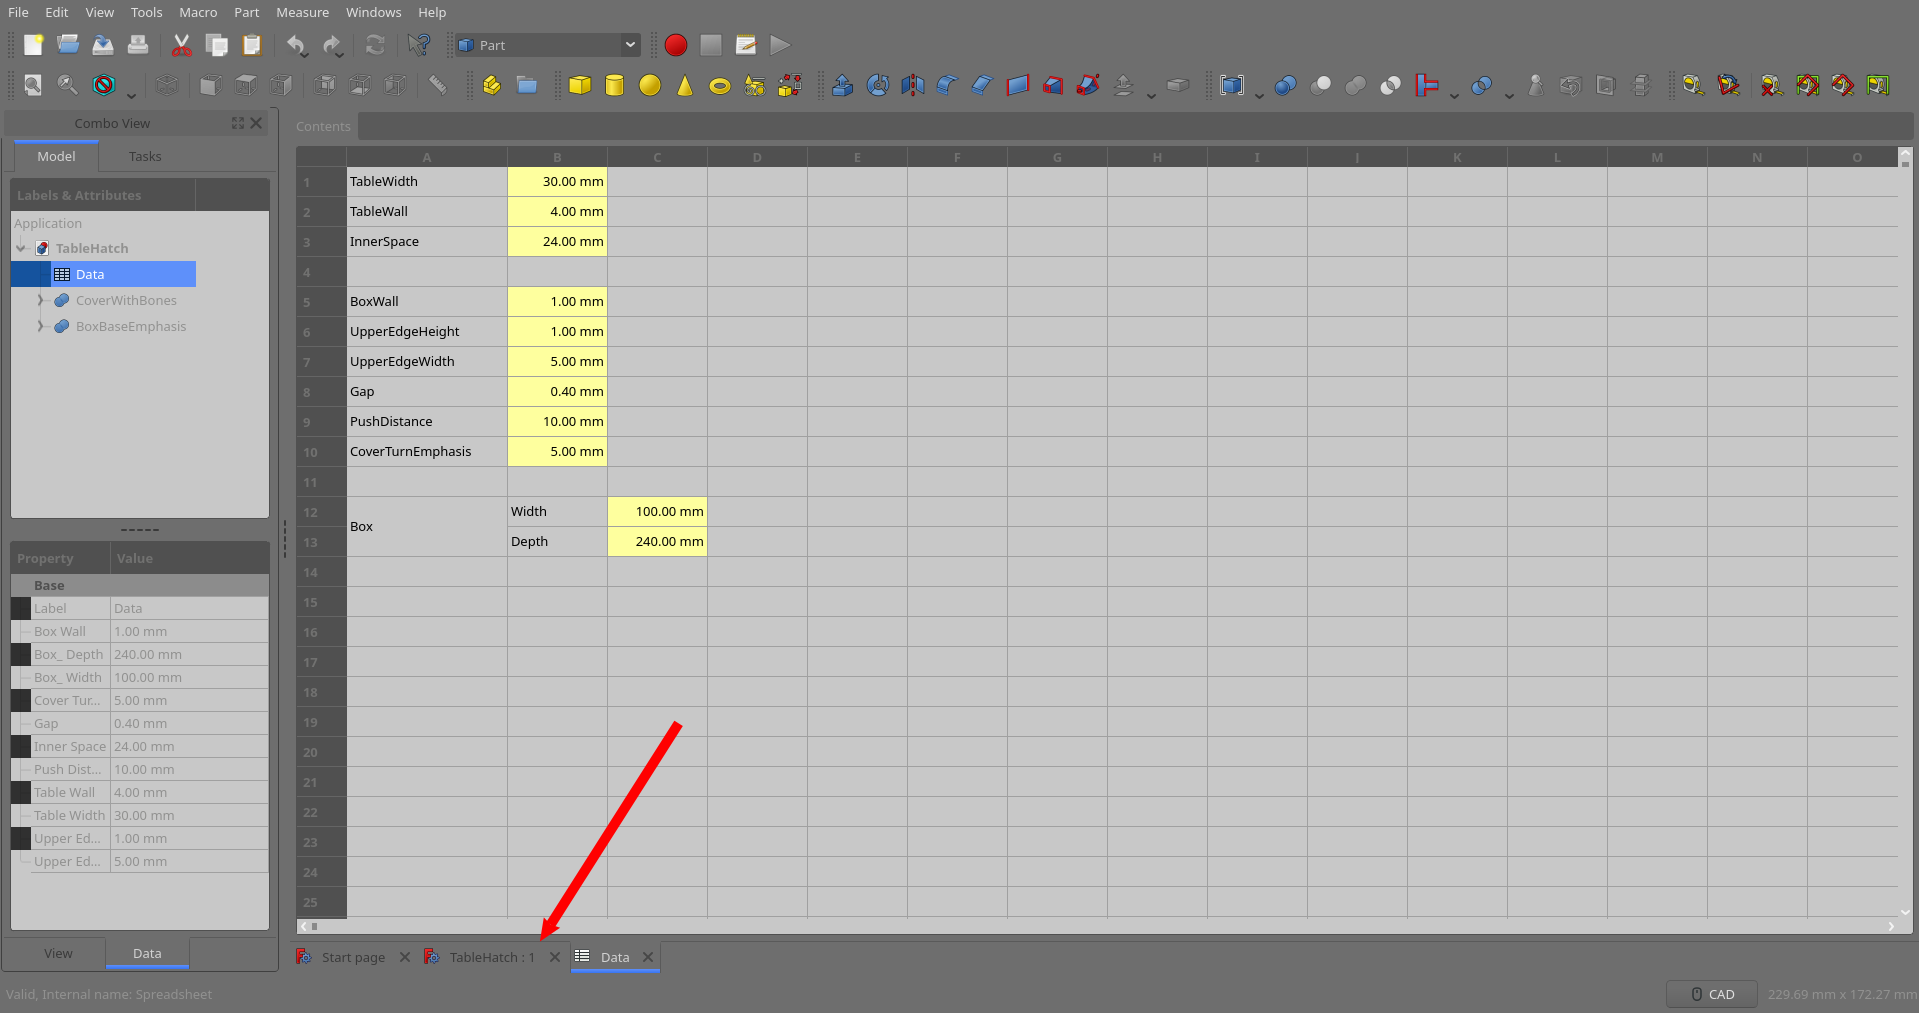 File Edit View Tools Macro Part Measure Windows Help
Part
Combo View
Model Tasks
Labels & Attributes
Application
TableHatch
Data
CoverWithBones
BoxBaseEmphasis
Property Value
Base
Label Data
Box Wall 1.00 mm
Box_ Depth 240.00 mm
Box_ Width 100.00 mm
Cover Tur... 5.00 mm
Gap 0.40 mm
Inner Space 24.00 mm
Push Dist... 10.00 mm
Table Wall 4.00 mm
Table Width 30.00 mm
Upper Ed... 1.00 mm
Upper Ed... 5.00 mm
View Data
Contents
A B C D E F G H I J K L M N O
1 TableWidth 30.00 mm
2 TableWall 4.00 mm
3 InnerSpace 24.00 mm
4
5 BoxWall 1.00 mm
6 UpperEdgeHeight 1.00 mm
7 UpperEdgeWidth 5.00 mm
8 Gap 0.40 mm
9 PushDistance 10.00 mm
10 CoverTurnEmphasis 5.00 mm
11
12 Width 100.00 mm
Box
13 Depth 240.00 mm
14
15
16
17
18
19
20
21
22
23
24
25
Start page TableHatch : 1 Data
Valid, Internal name: Spreadsheet
CAD 229.69 mm x 172.27 mm